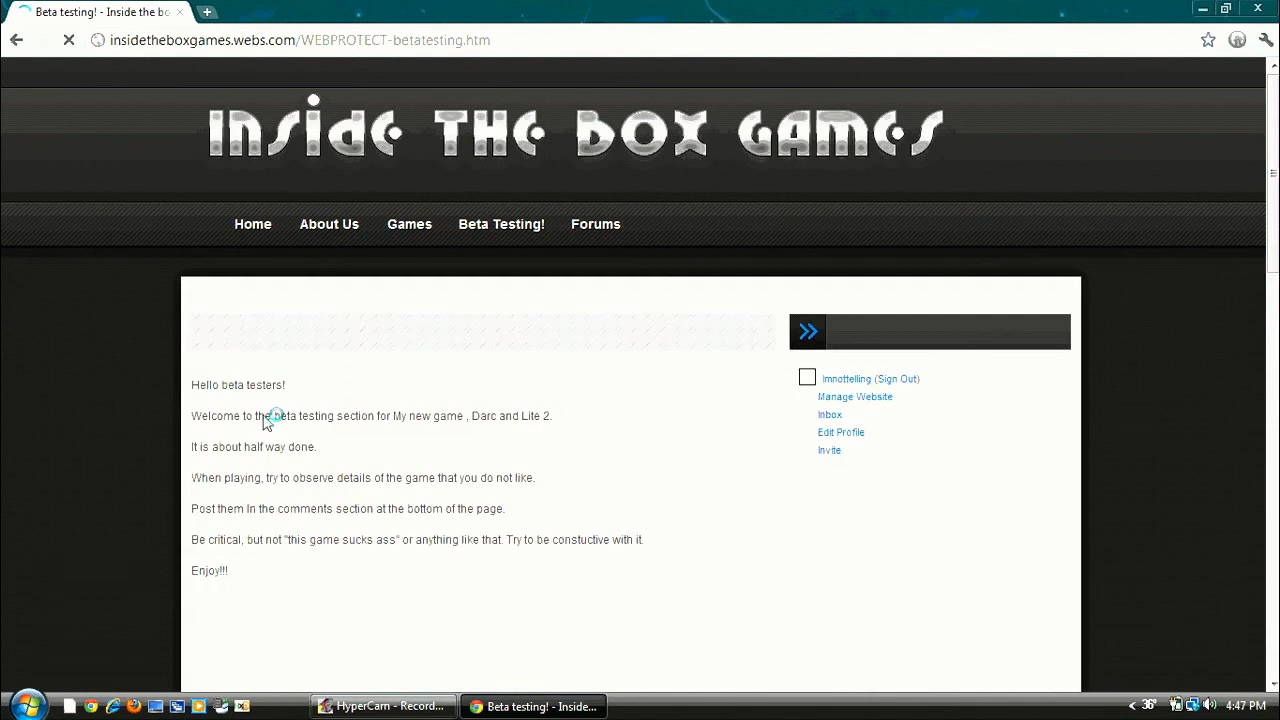 Beta testing! - Inside the bo
insidetheboxgames.webs.com/WEBPROTECT-betatesting.htm
Inside The Box Games
Home About Us Games Beta Testing! Forums
Hello beta testers!
Welcome to the beta testing section for My new game , Darc and Lite 2.
It is about half way done.
When playing, try to observe details of the game that you do not like.
Post them In the comments section at the bottom of the page.
Be critical, but not "this game sucks ass" or anything like that. Try to be constuctive with it.
Enjoy!!!
Imnottelling (Sign Out)
Manage Website
Inbox
Edit Profile
Invite
HyperCam - Record... Beta testing! - Inside... 36° 4:47 PM